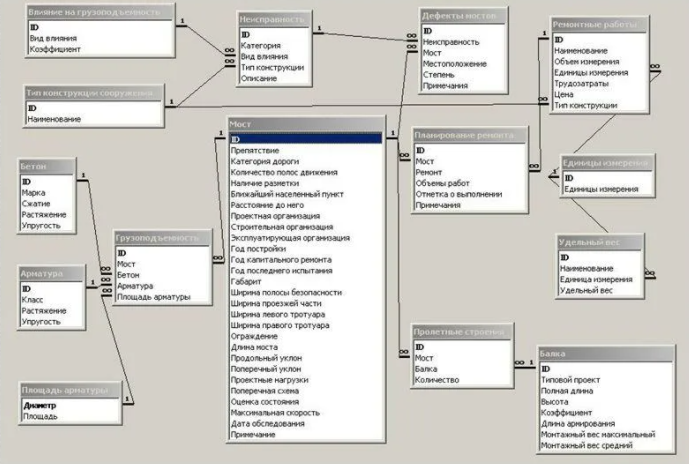 Влияние на грузоподъемность
ID
Вид влияния
Коэффициент
Неисправность
ID
Категория
Вид влияния
Тип конструкции
Описание
Дефекты мостов
ID
Неисправность
Мост
Местоположение
Степень
Примечания
Ремонтные работы
ID
Наименование
Объем измерения
Единицы измерения
Трудозатраты
Цена
Тип конструкции
Тип конструкции сооружения
ID
Наименование
Мост
ID
Препятствие
Категория дороги
Количество полос движения
Наличие разметки
Ближайший населенный пункт
Расстояние до него
Проектная организация
Строительная организация
Эксплуатирующая организация
Год постройки
Год капитального ремонта
Год последнего испытания
Габарит
Ширина полосы безопасности
Ширина проезжей части
Ширина левого тротуара
Ширина правого тротуара
Ограждение
Длина моста
Продольный уклон
Поперечный уклон
Проектные нагрузки
Поперечная схема
Оценка состояния
Максимальная скорость
Дата обследования
Примечание
Планирование ремонта
ID
Мост
Ремонт
Объемы работ
Отметка о выполнении
Примечания
Единицы измерения
ID
Единицы измерения
Бетон
ID
Марка
Сжатие
Растяжение
Упругость
Грузоподъемность
ID
Мост
Бетон
Арматура
Площадь арматуры
Удельный вес
ID
Наименование
Единица измерения
Удельный вес
Арматура
ID
Класс
Растяжение
Упругость
Пролетные строения
ID
Мост
Балка
Количество
Балка
ID
Типовой проект
Полная длина
Высота
Коэффициент
Длина армирования
Монтажный вес максимальный
Монтажный вес средний
Площадь арматуры
Диаметр
Площадь
1
1
1
1
1
1
1
1
1
1
1
∞
∞
∞
∞
∞
∞
∞
∞
∞
∞
∞
∞
∞
∞